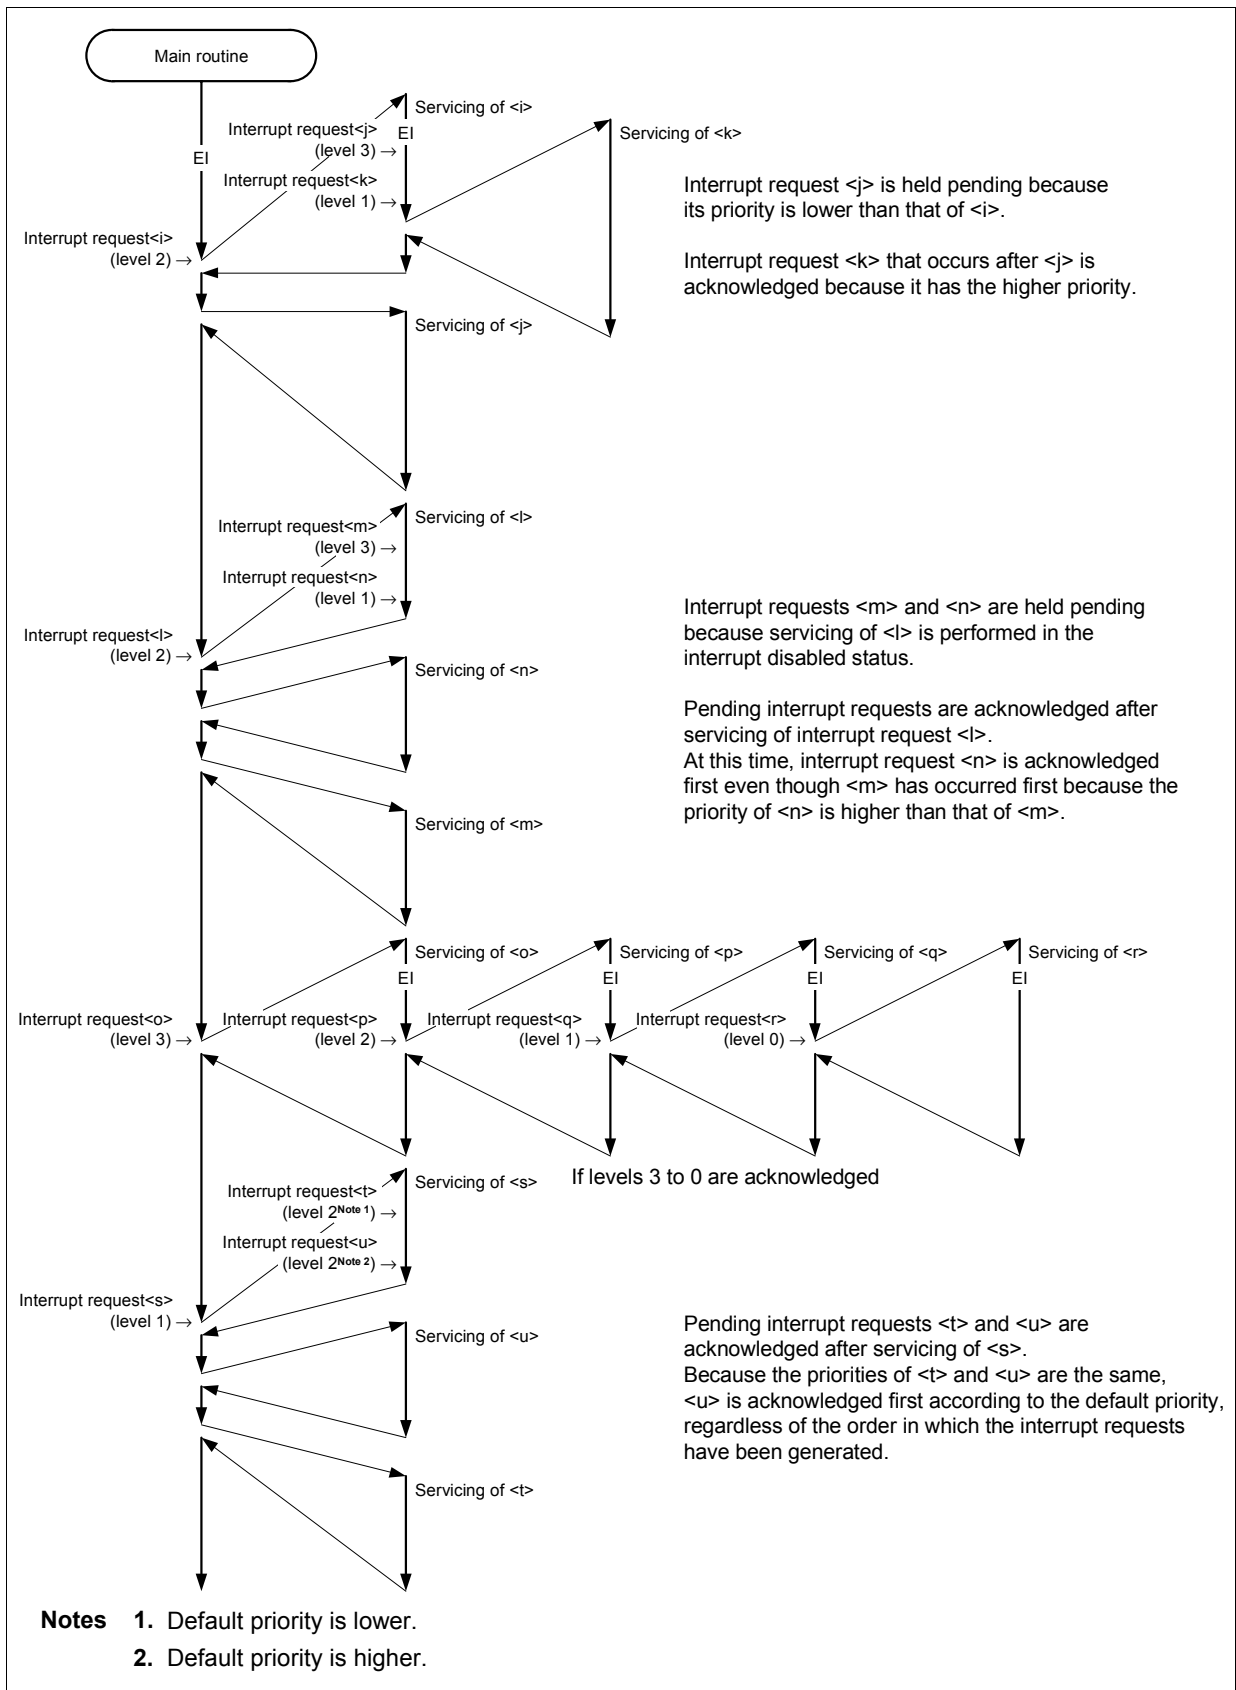 Main routine
EI
Interrupt request<j>
(level 3) →
EI
Servicing of <i>
Servicing of <k>
Interrupt request<k>
(level 1) →
Interrupt request<i>
(level 2) →
Interrupt request <j> is held pending because
its priority is lower than that of <i>.
Interrupt request <k> that occurs after <j> is
acknowledged because it has the higher priority.
Servicing of <j>
Interrupt request<m>
(level 3) →
Servicing of <l>
Interrupt request<n>
(level 1) →
Interrupt request<l>
(level 2) →
Interrupt requests <m> and <n> are held pending
because servicing of <l> is performed in the
interrupt disabled status.
Servicing of <n>
Pending interrupt requests are acknowledged after
servicing of interrupt request <l>.
At this time, interrupt request <n> is acknowledged
first even though <m> has occurred first because the
priority of <n> is higher than that of <m>.
Servicing of <m>
Servicing of <o>
Servicing of <p>
Servicing of <q>
Servicing of <r>
EI
EI
EI
EI
Interrupt request<o>
(level 3) →
Interrupt request<p>
(level 2) →
Interrupt request<q>
(level 1) →
Interrupt request<r>
(level 0) →
If levels 3 to 0 are acknowledged
Servicing of <s>
Interrupt request<t>
(level 2Note 1) →
Interrupt request<u>
(level 2Note 2) →
Interrupt request<s>
(level 1) →
Servicing of <u>
Pending interrupt requests <t> and <u> are
acknowledged after servicing of <s>.
Because the priorities of <t> and <u> are the same,
<u> is acknowledged first according to the default priority,
regardless of the order in which the interrupt requests
have been generated.
Servicing of <t>
Notes 1. Default priority is lower.
2. Default priority is higher.